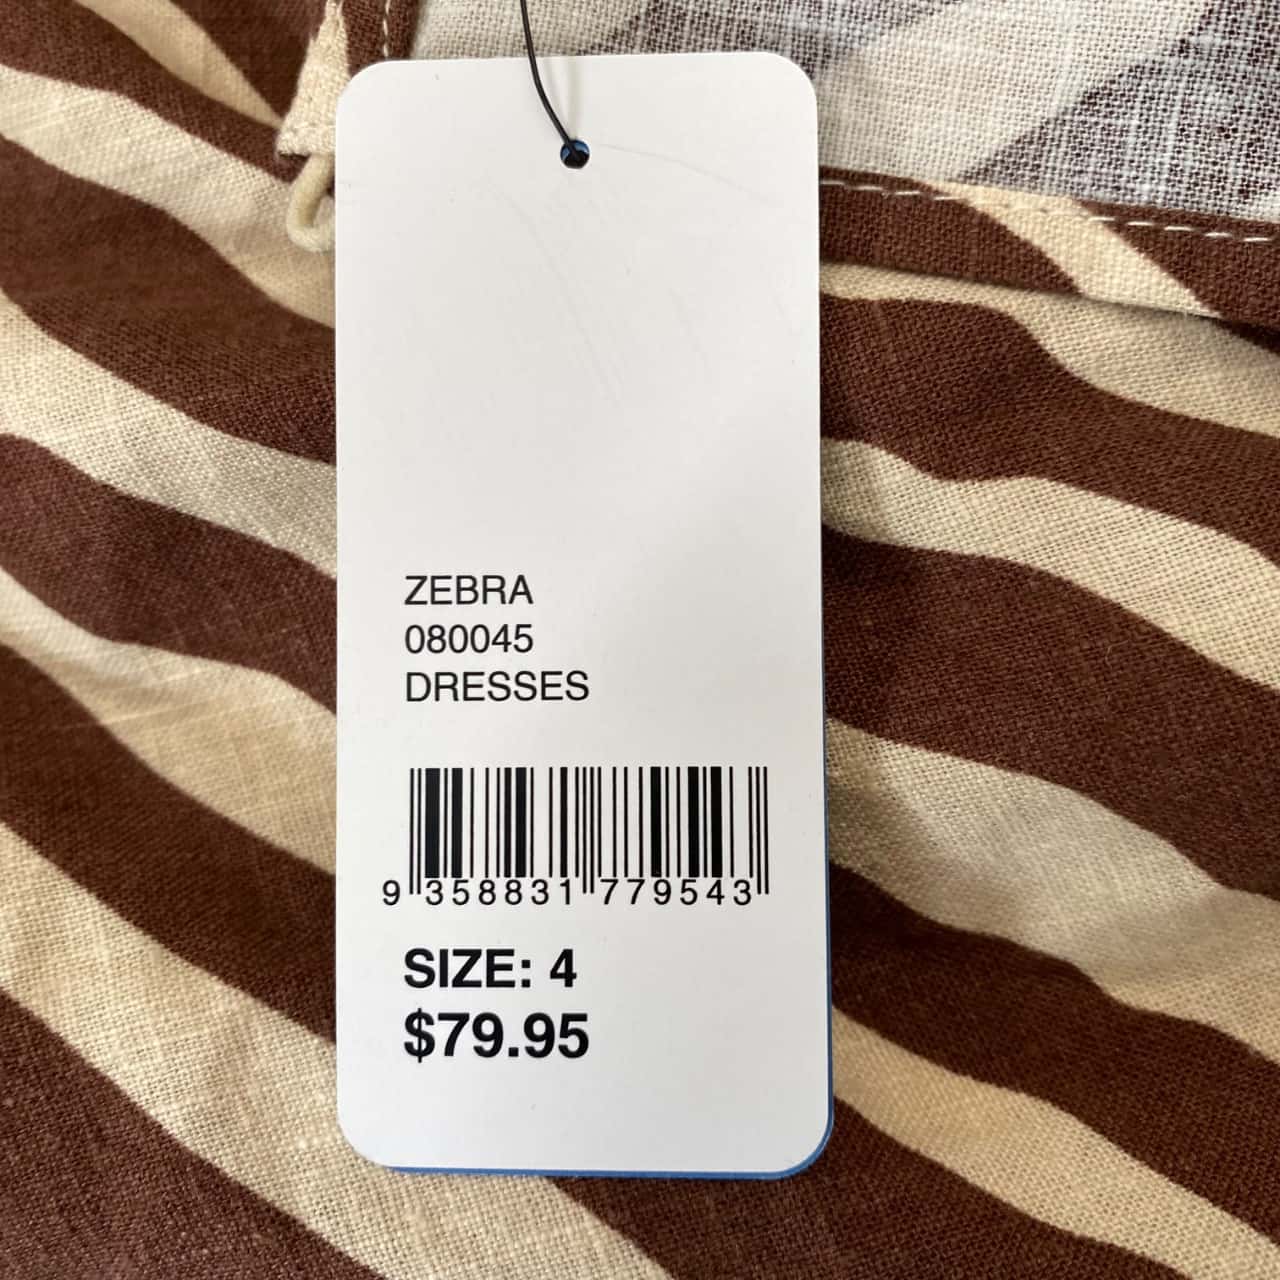 ZEBRA
080045
DRESSES
9 358831 779543
SIZE: 4
$79.95